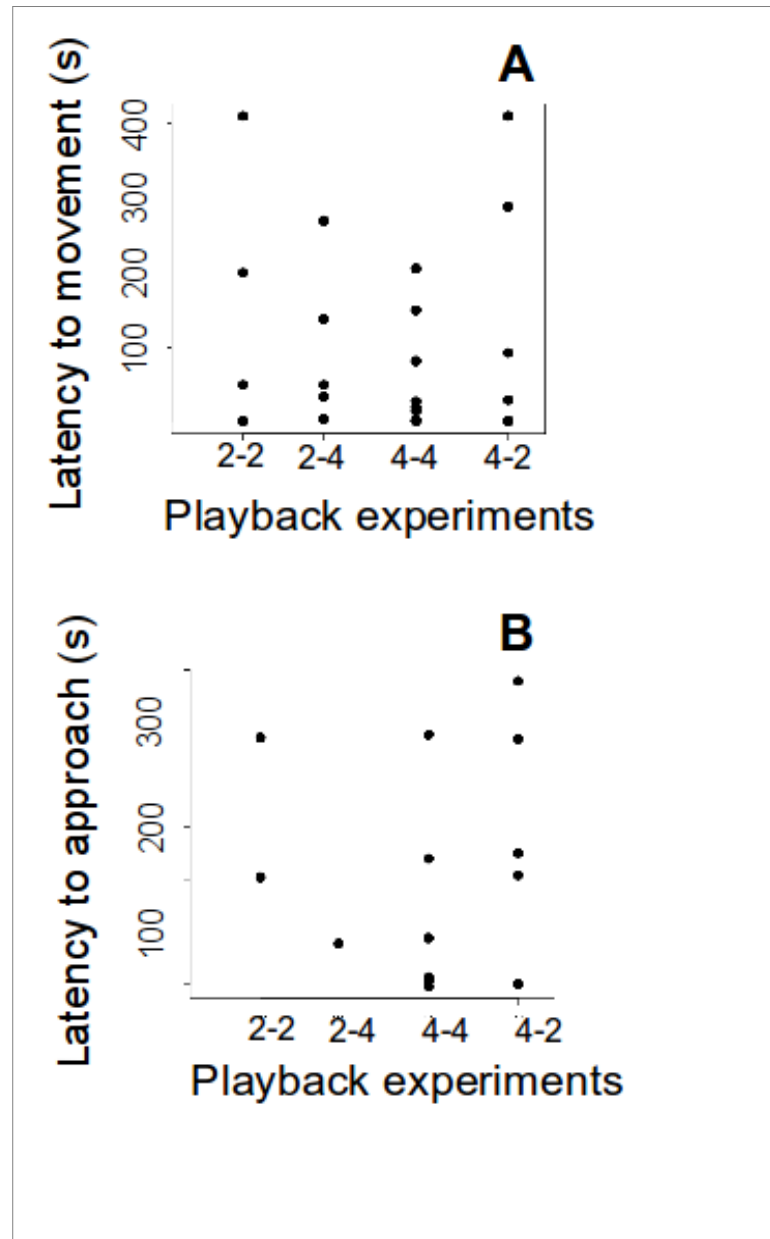 A
Latency to movement (s)
400
300
200
100
2-2 2-4 4-4 4-2
Playback experiments
B
Latency to approach (s)
300
200
100
2-2 2-4 4-4 4-2
Playback experiments